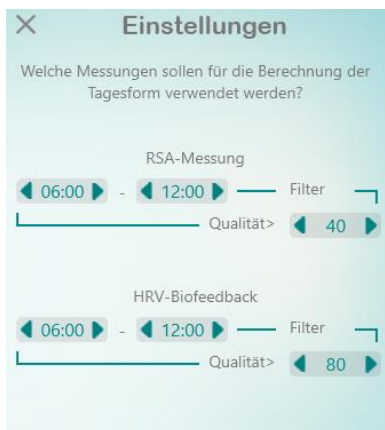 Einstellungen
Welche Messungen sollen für die Berechnung der
Tagesform verwendet werden?
RSA-Messung
06:00 - 12:00 Filter
Qualität> 40
HRV-Biofeedback
06:00 - 12:00 Filter
Qualität> 80